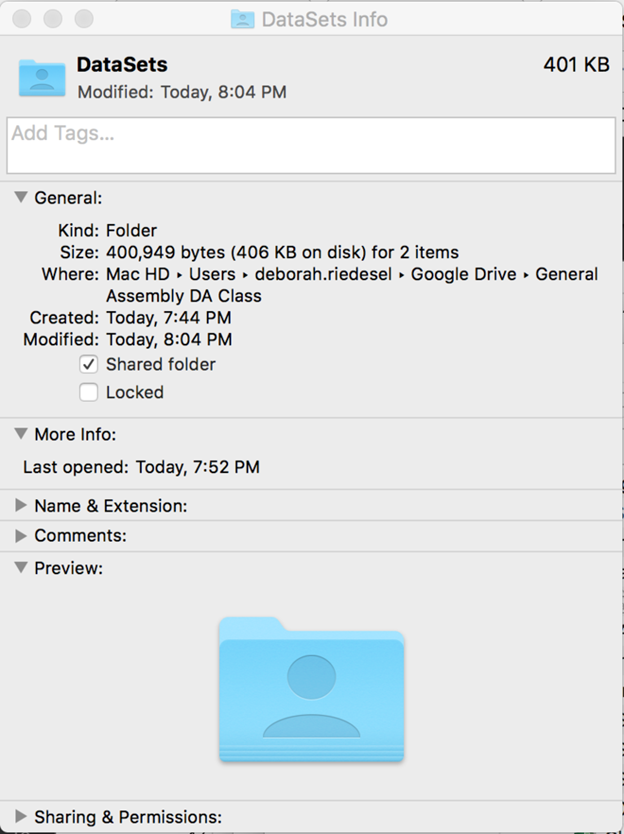 DataSets Info
DataSets 401 KB
Modified: Today, 8:04 PM
Add Tags...
General:
Kind: Folder
Size: 400,949 bytes (406 KB on disk) for 2 items
Where: Mac HD ▸ Users ▸ deborah.riedesel ▸ Google Drive ▸ General
Assembly DA Class
Created: Today, 7:44 PM
Modified: Today, 8:04 PM
Shared folder
Locked
More Info:
Last opened: Today, 7:52 PM
Name & Extension:
Comments:
Preview:
Sharing & Permissions: